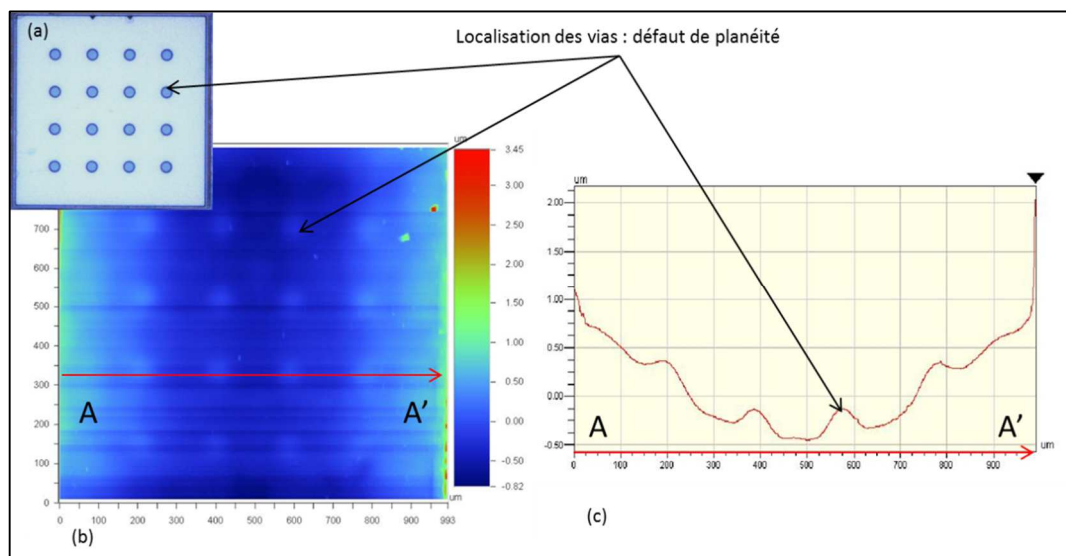 (a)
Localisation des vias : défaut de planéité
um
700
600
500
400
300
200
100
0
0 100 200 300 400 500 600 700 800 900 993
A
A’
(b)
um
3.45
3.00
2.50
2.00
1.50
1.00
0.50
0.00
-0.50
-0.82
um
2.00
1.50
1.00
0.50
0.00
-0.50
A
A’
um
0 100 200 300 400 500 600 700 800 900
(c)